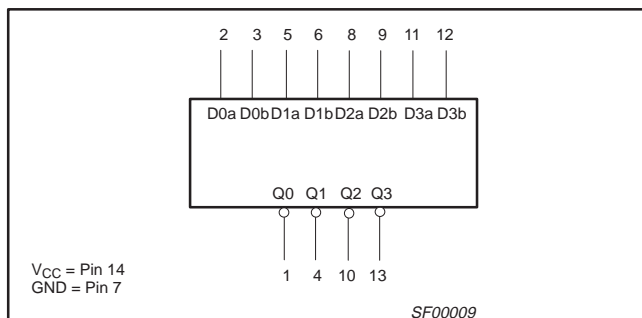 2 3 5 6 8 9 11 12
D0a D0b D1a D1b D2a D2b D3a D3b
Q0 Q1 Q2 Q3
1 4 10 13
VCC = Pin 14
GND = Pin 7
SF00009